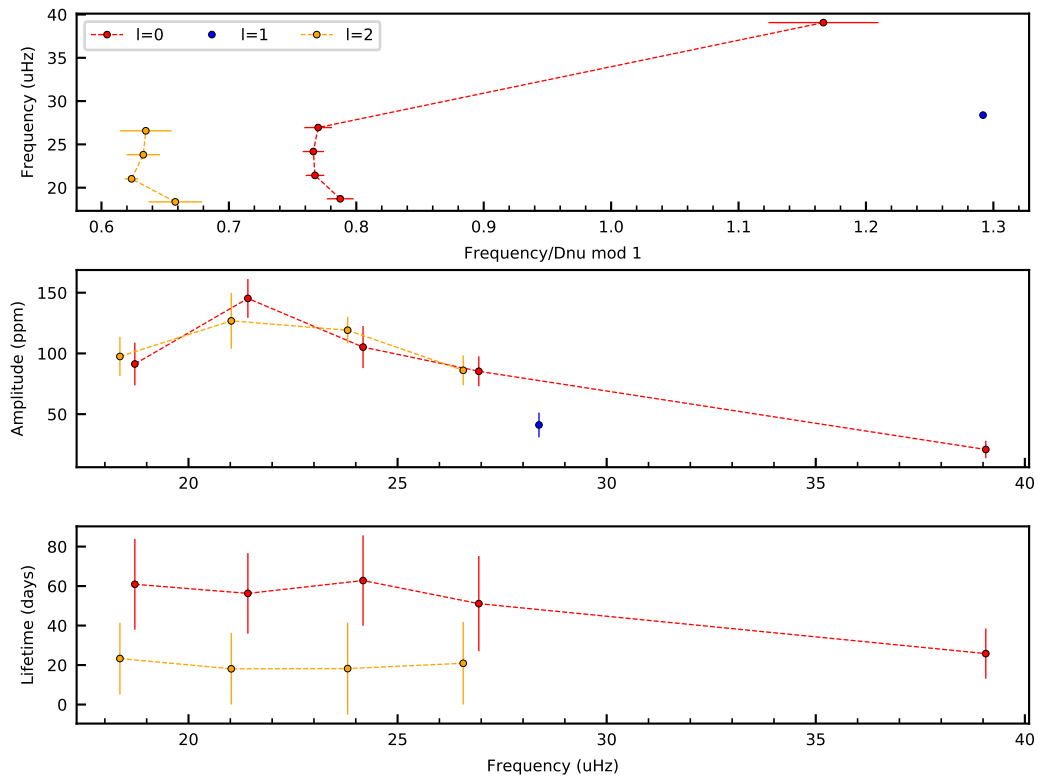 40
35
30
25
20
Frequency (uHz)
l=0 l=1 l=2
0.6 0.7 0.8 0.9 1.0 1.1 1.2 1.3
Frequency/Dnu mod 1
150
100
50
Amplitude (ppm)
20 25 30 35 40
80
60
40
20
0
Lifetime (days)
20 25 30 35 40
Frequency (uHz)